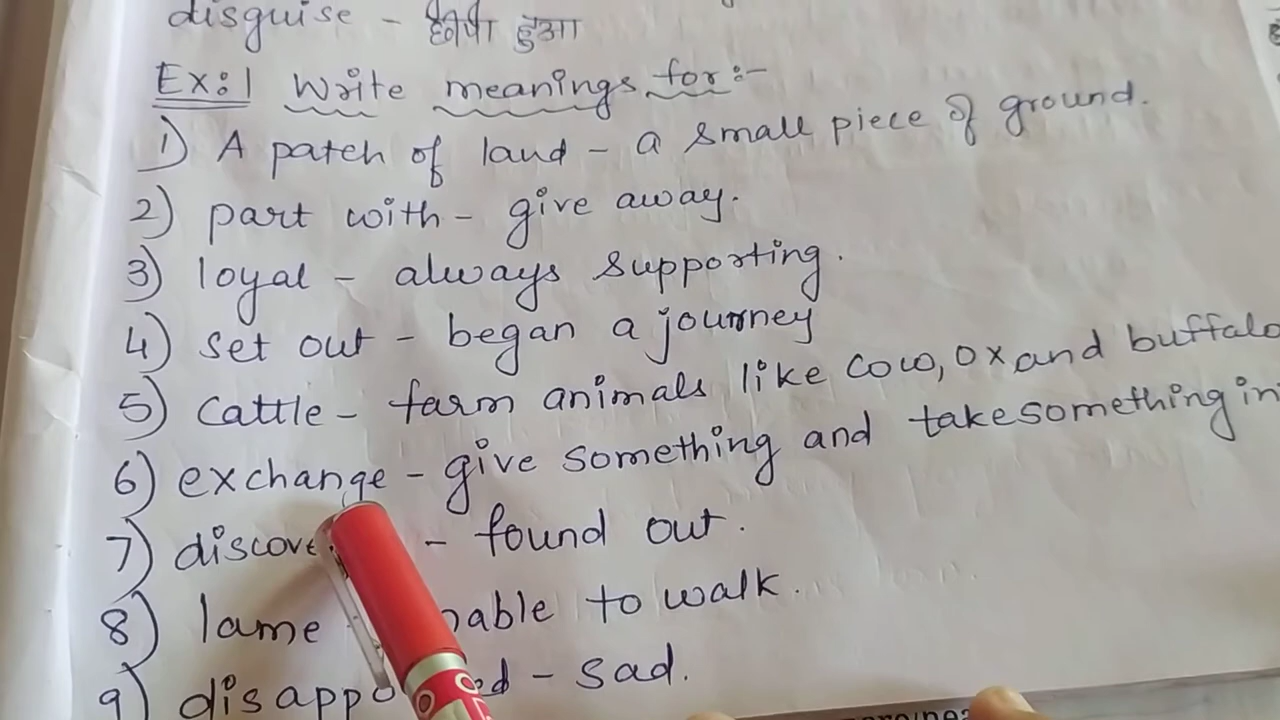 disguise - छीपी हुआ
Ex:1 Write meanings for:-
1) A patch of land - a small piece of ground.
2) part with - give away.
3) loyal - always supporting.
4) set out - began a journey
5) cattle - farm animals like cow, ox and buffalo
6) exchange - give something and take something in
7) - found out.
8) lame to walk.
9) - sad.